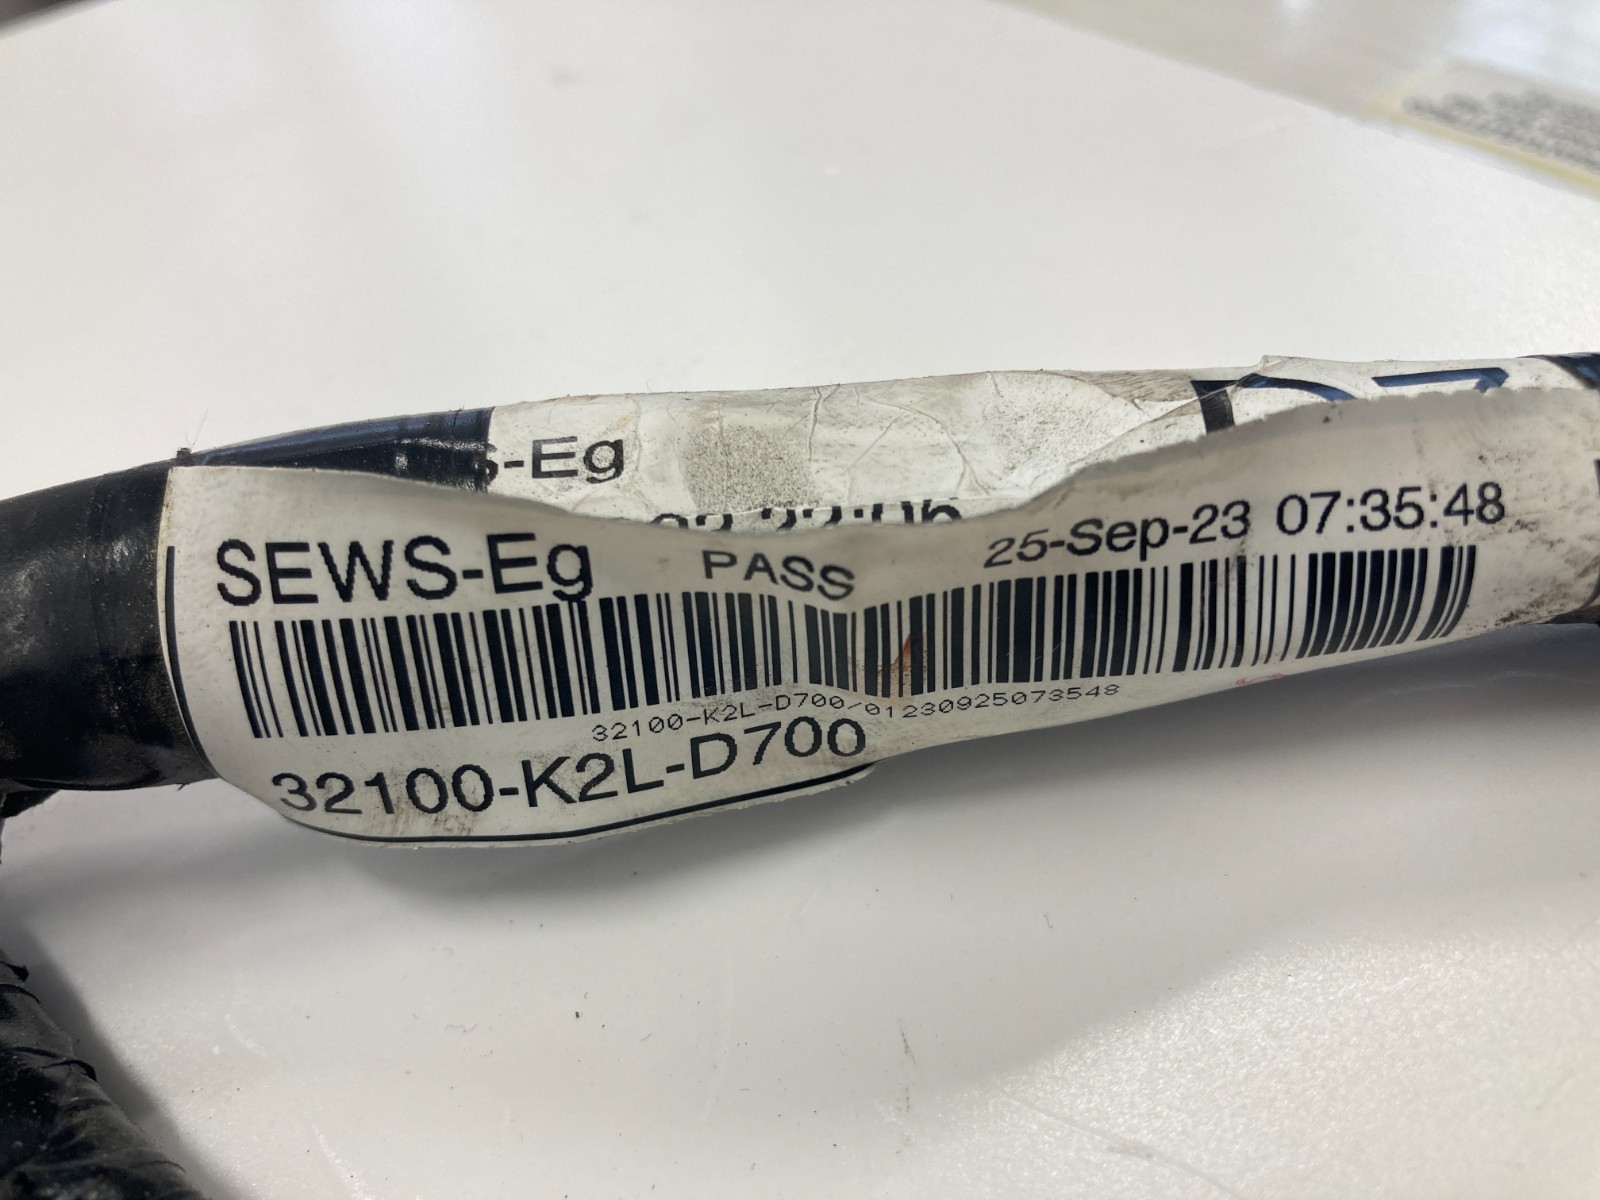 -Eg
SEWS-Eg PASS 25-Sep-23 07:35:48
32100-K2L-D700/01230925073548
32100-K2L-D700